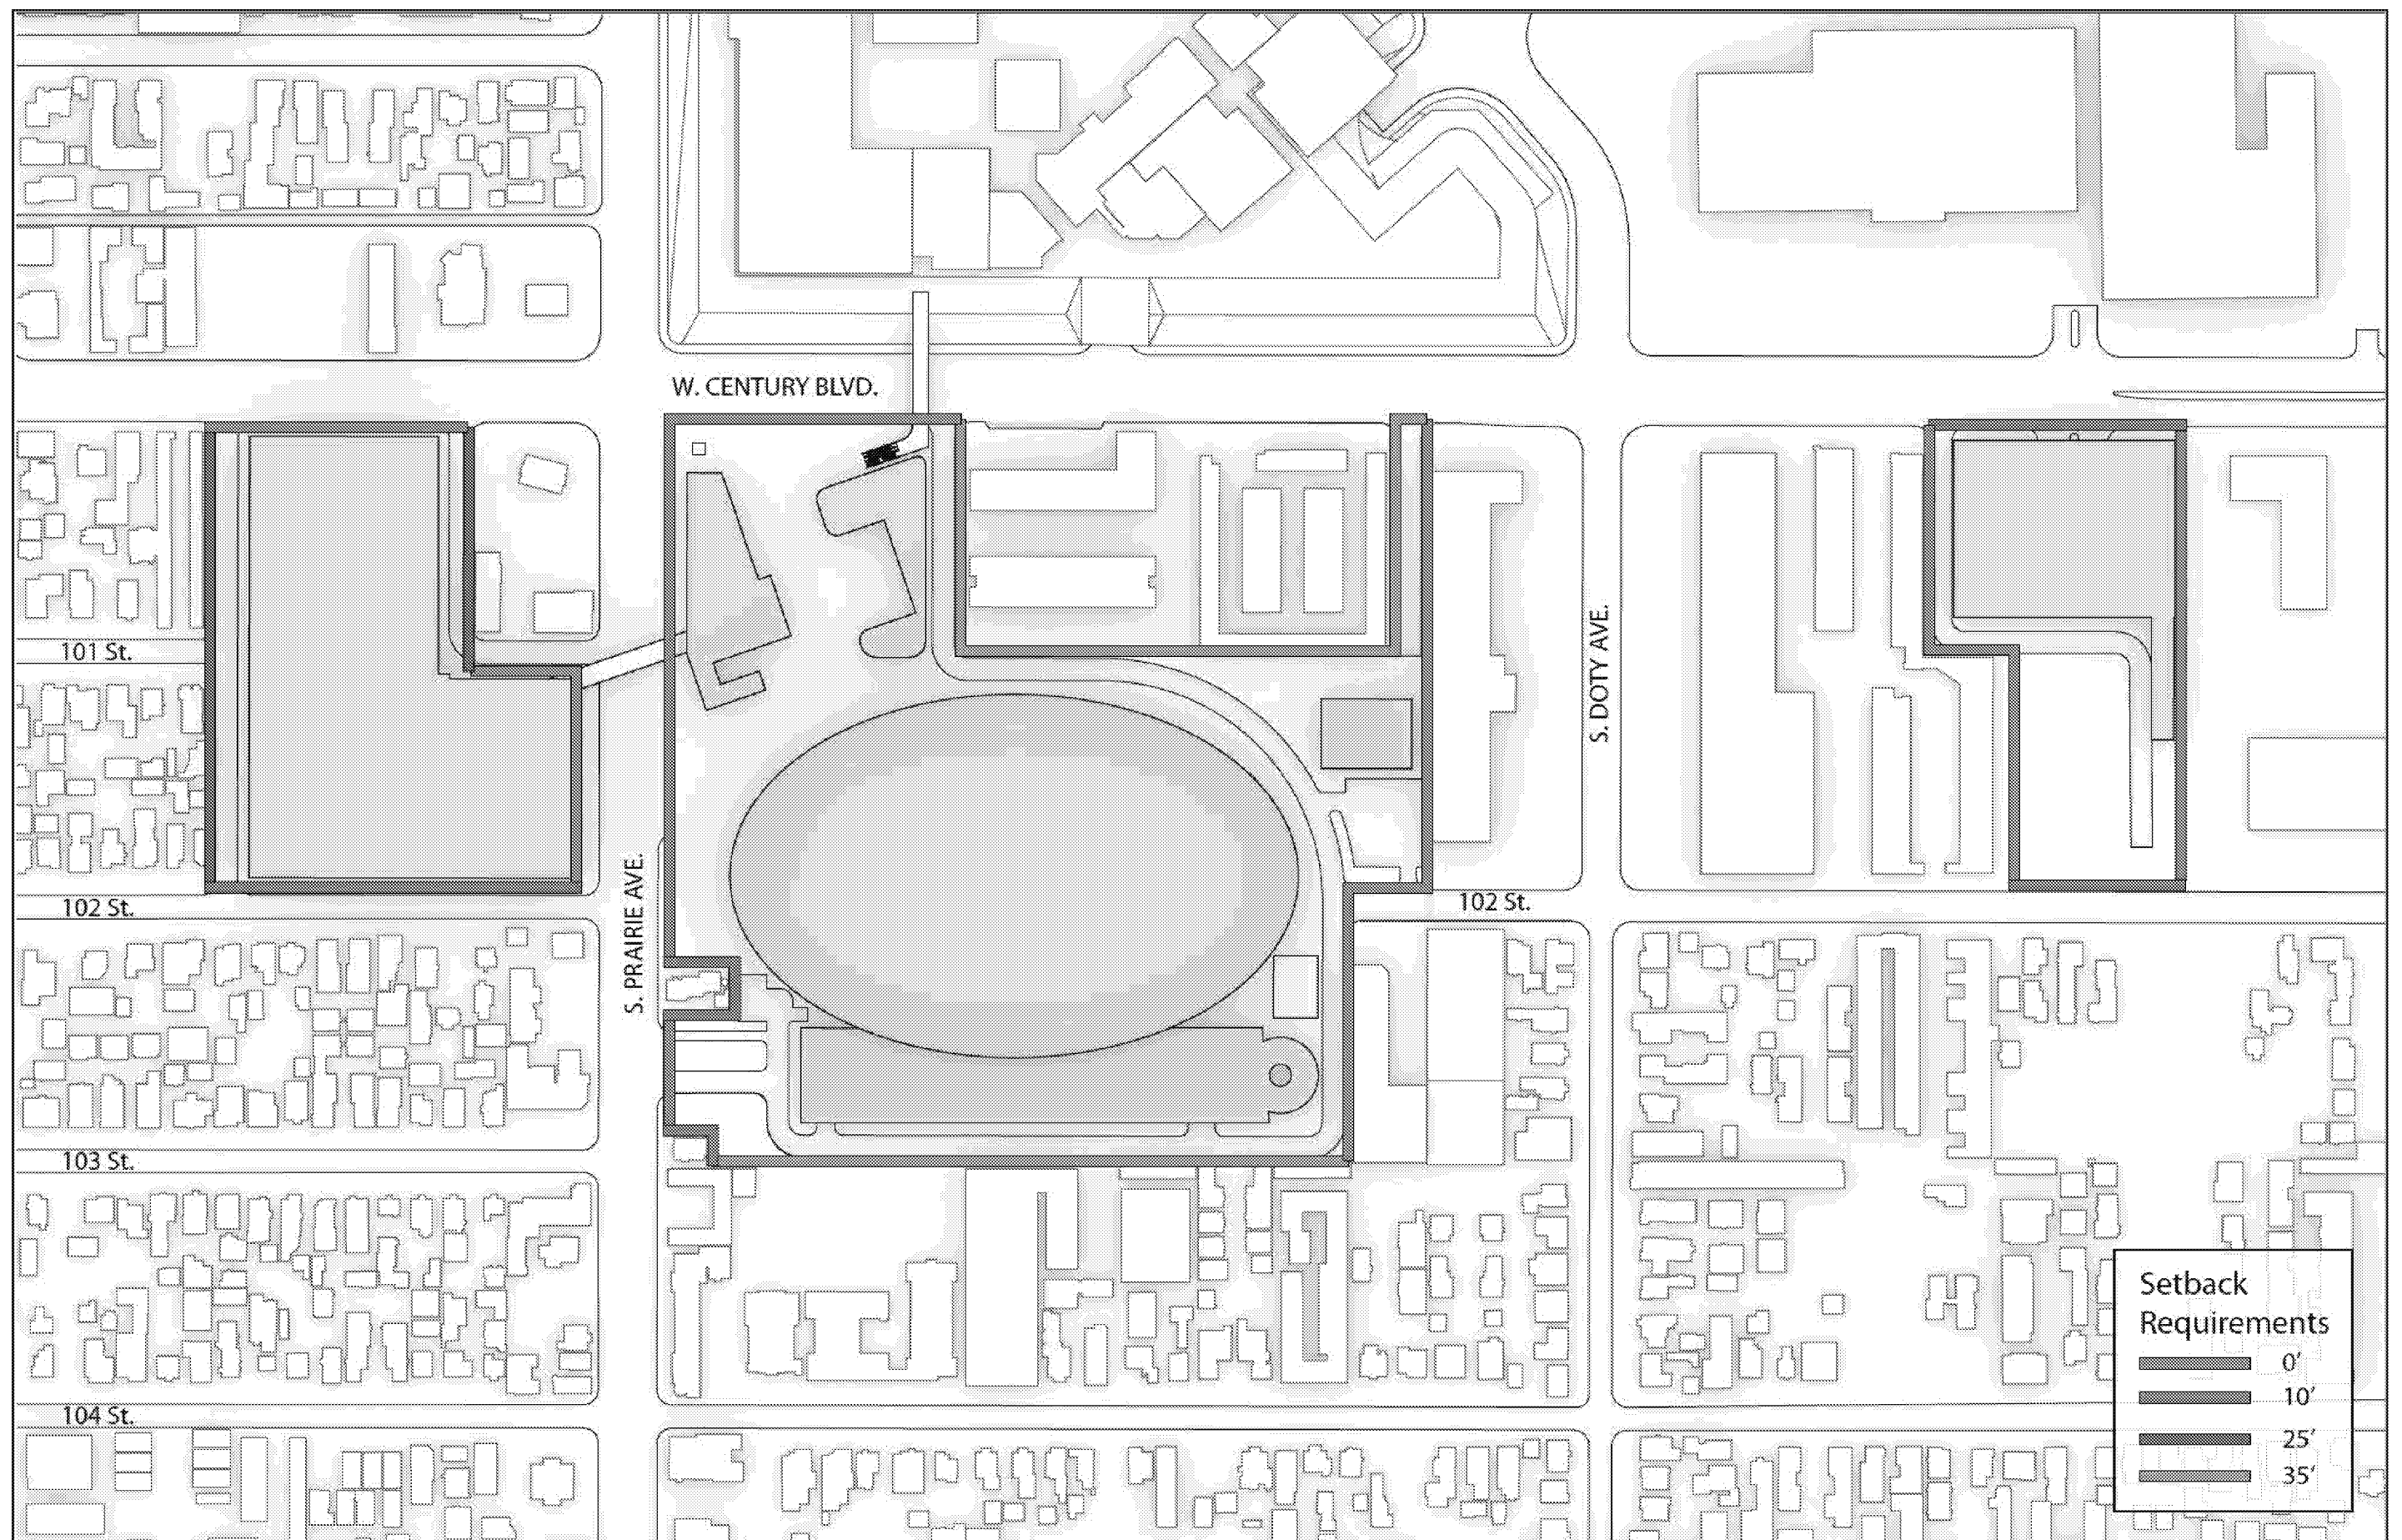 W. CENTURY BLVD.
101 St.
S. DOTY AVE.
S. PRAIRIE AVE.
102 St.
102 St.
103 St.
104 St.
Setback
Requirements
0'
10'
25'
35'